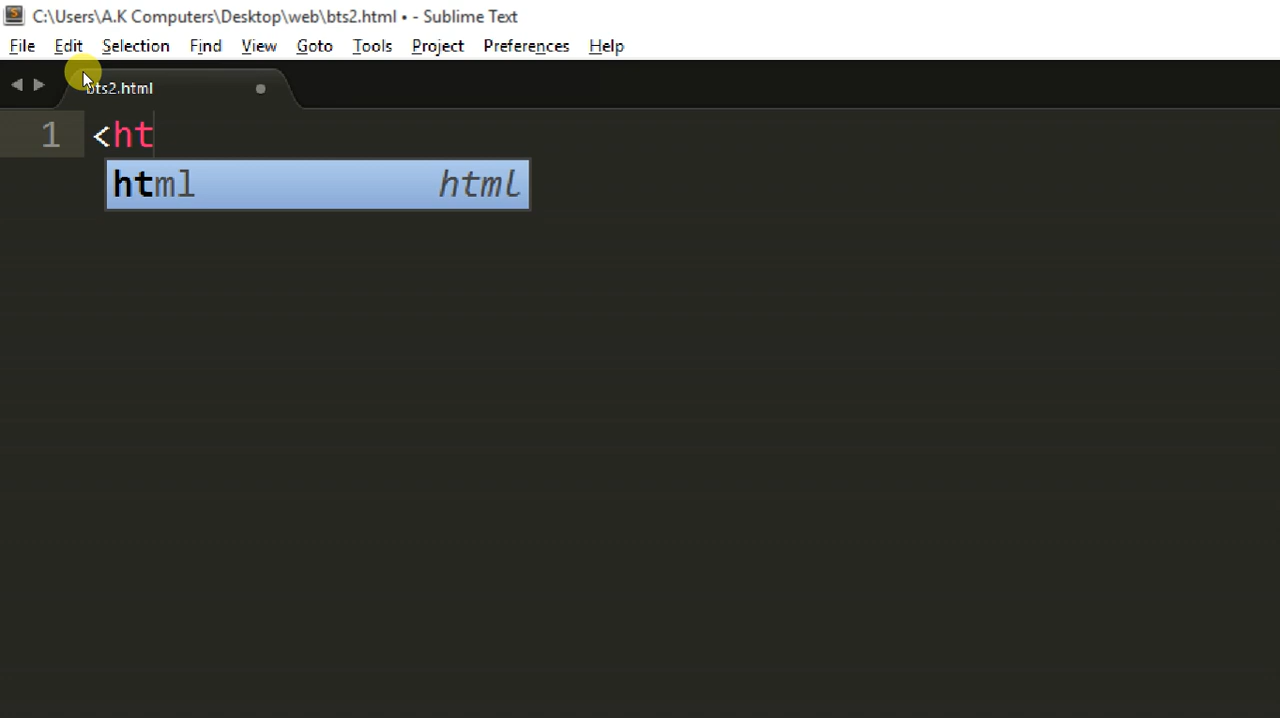 C:\Users\A.K Computers\Desktop\web\bts2.html • - Sublime Text
File Edit Selection Find View Goto Tools Project Preferences Help
bts2.html
1 <ht
html html